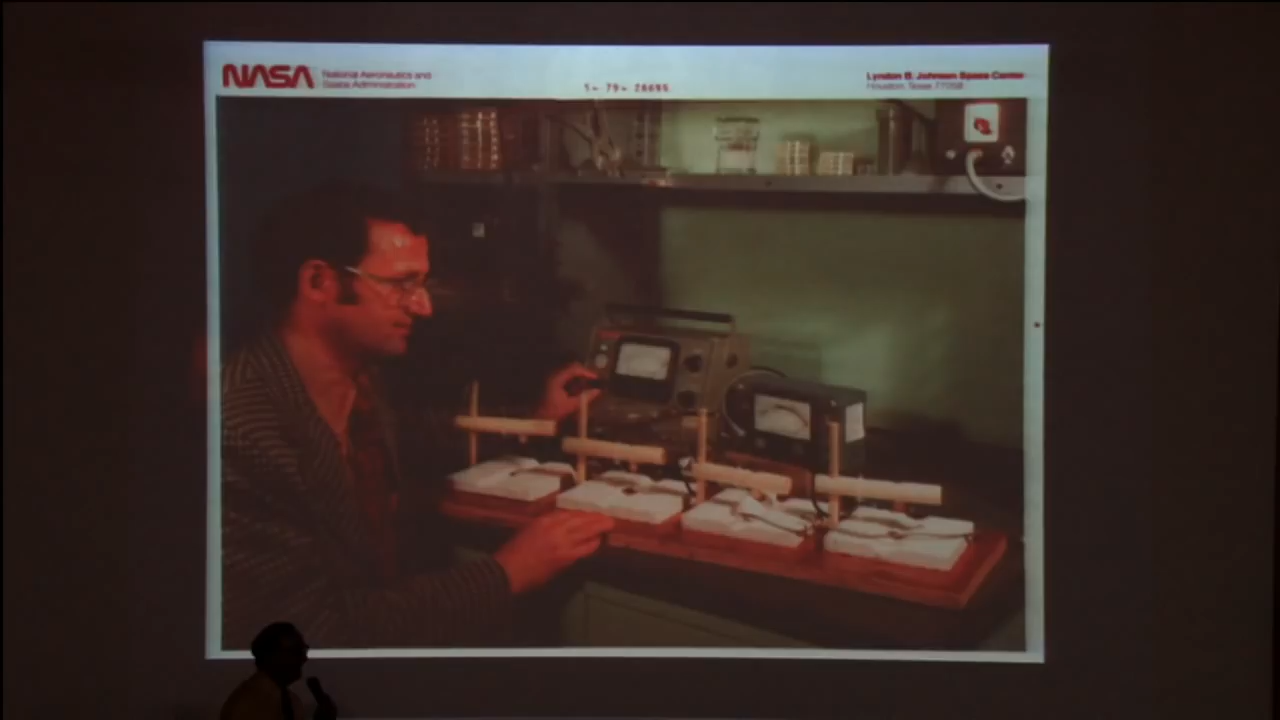 NASA
National Aeronautics and
Space Administration
Lyndon B. Johnson Space Center
Houston, Texas 77058